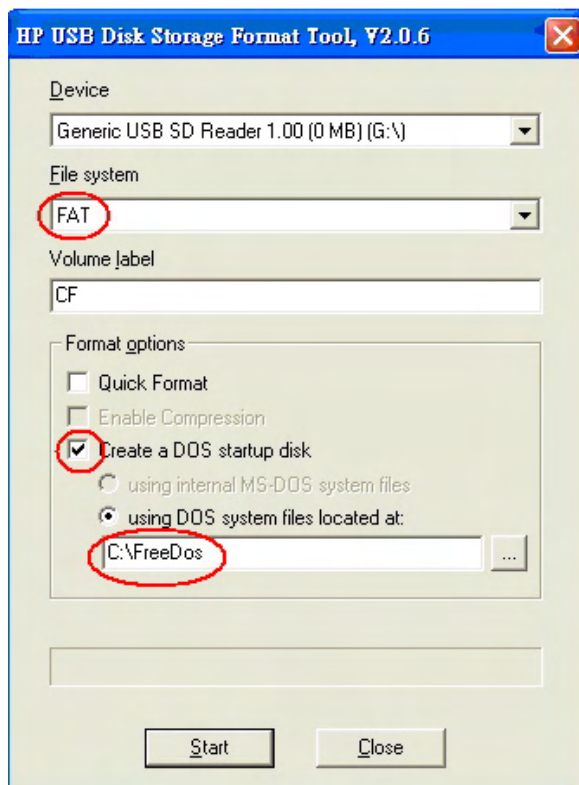 HP USB Disk Storage Format Tool, V2.0.6
Device
Generic USB SD Reader 1.00 (0 MB) (G:\)
File system
FAT
Volume label
CF
Format options
Quick Format
Enable Compression
Create a DOS startup disk
using internal MS-DOS system files
using DOS system files located at:
C:\FreeDos
...
Start Close